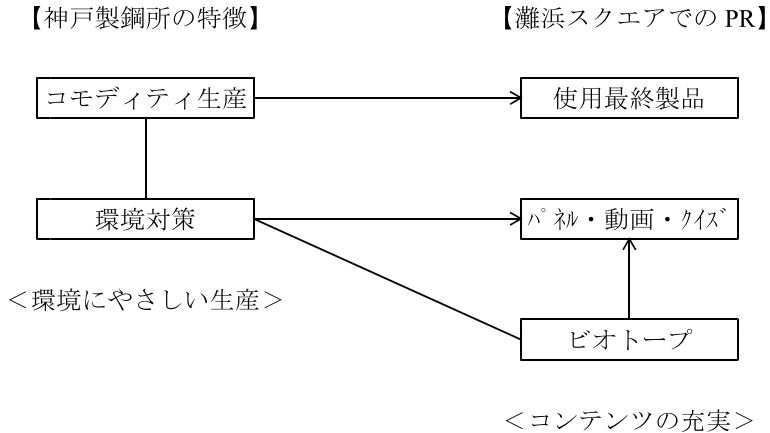 【神戸製鋼所の特徴】
【灘浜スクエアでの PR】
コモディティ生産
使用最終製品
環境対策
ﾊﾟﾈﾙ・動画・ｸｲｽﾞ
＜環境にやさしい生産＞
ビオトープ
＜コンテンツの充実＞